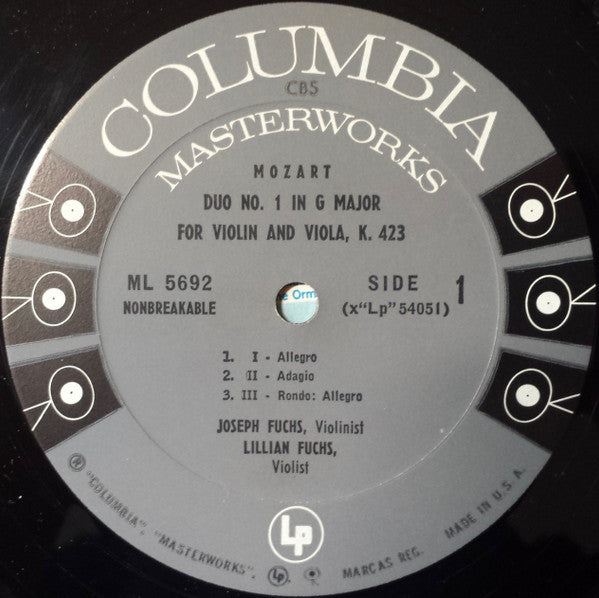 COLUMBIA
CBS
MASTERWORKS
MOZART
DUO NO. 1 IN G MAJOR
FOR VIOLIN AND VIOLA, K. 423
ML 5692
NONBREAKABLE
SIDE 1
(x"Lp"54051)
e Orm
1. I - Allegro
2. II - Adagio
3. III - Rondo: Allegro
JOSEPH FUCHS, Violinist
LILLIAN FUCHS,
Violist
Lp
® "COLUMBIA", "MASTERWORKS", Lp, MARCAS REG. MADE IN U.S.A.